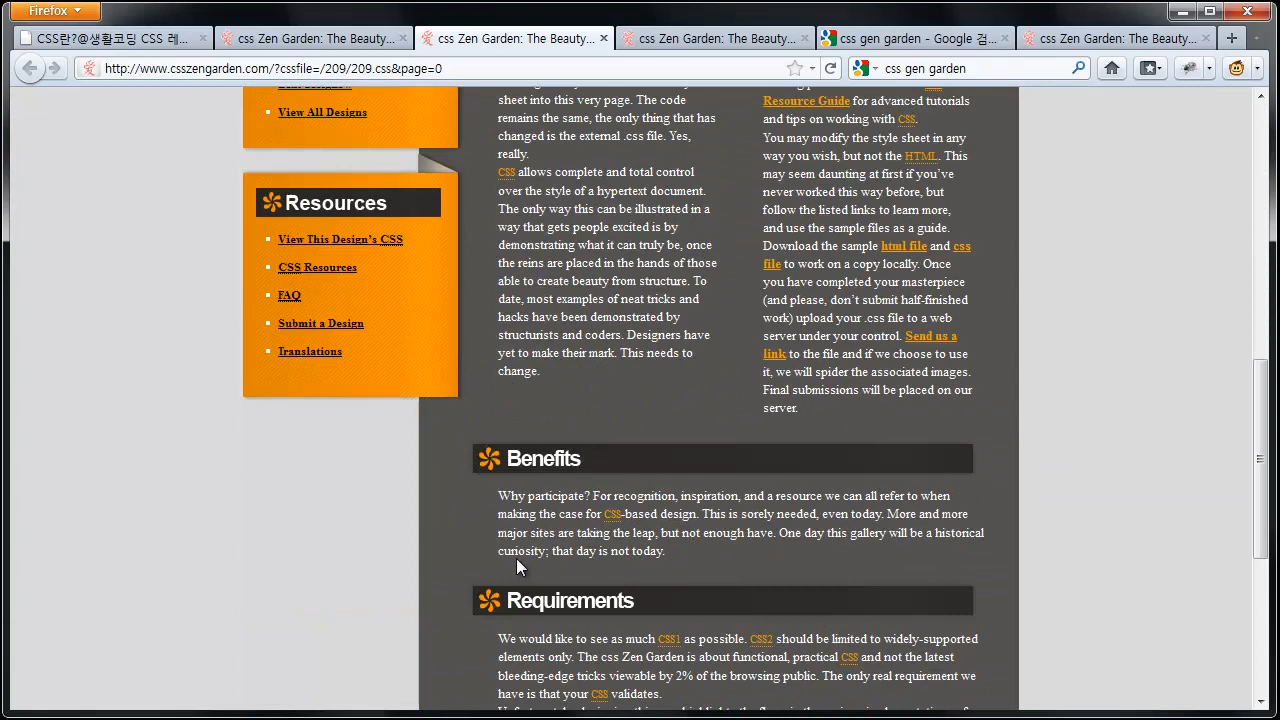 Firefox
CSS란?@생활코딩 CSS 레...
css Zen Garden: The Beauty...
css Zen Garden: The Beauty...
css Zen Garden: The Beauty...
css gen garden - Google 검...
css Zen Garden: The Beauty...
http://www.csszengarden.com/?cssfile=/209/209.css&page=0
css gen garden
View All Designs
Resources
View This Design's CSS
CSS Resources
FAQ
Submit a Design
Translations
sheet into this very page. The code
remains the same, the only thing that has
changed is the external .css file. Yes,
really.
CSS allows complete and total control
over the style of a hypertext document.
The only way this can be illustrated in a
way that gets people excited is by
demonstrating what it can truly be, once
the reins are placed in the hands of those
able to create beauty from structure. To
date, most examples of neat tricks and
hacks have been demonstrated by
structurists and coders. Designers have
yet to make their mark. This needs to
change.
Resource Guide for advanced tutorials
and tips on working with CSS.
You may modify the style sheet in any
way you wish, but not the HTML. This
may seem daunting at first if you've
never worked this way before, but
follow the listed links to learn more,
and use the sample files as a guide.
Download the sample html file and css
file to work on a copy locally. Once
you have completed your masterpiece
(and please, don't submit half-finished
work) upload your .css file to a web
server under your control. Send us a
link to the file and if we choose to use
it, we will spider the associated images.
Final submissions will be placed on our
server.
Benefits
Why participate? For recognition, inspiration, and a resource we can all refer to when
making the case for CSS-based design. This is sorely needed, even today. More and more
major sites are taking the leap, but not enough have. One day this gallery will be a historical
curiosity; that day is not today.
Requirements
We would like to see as much CSS1 as possible. CSS2 should be limited to widely-supported
elements only. The css Zen Garden is about functional, practical CSS and not the latest
bleeding-edge tricks viewable by 2% of the browsing public. The only real requirement we
have is that your CSS validates.